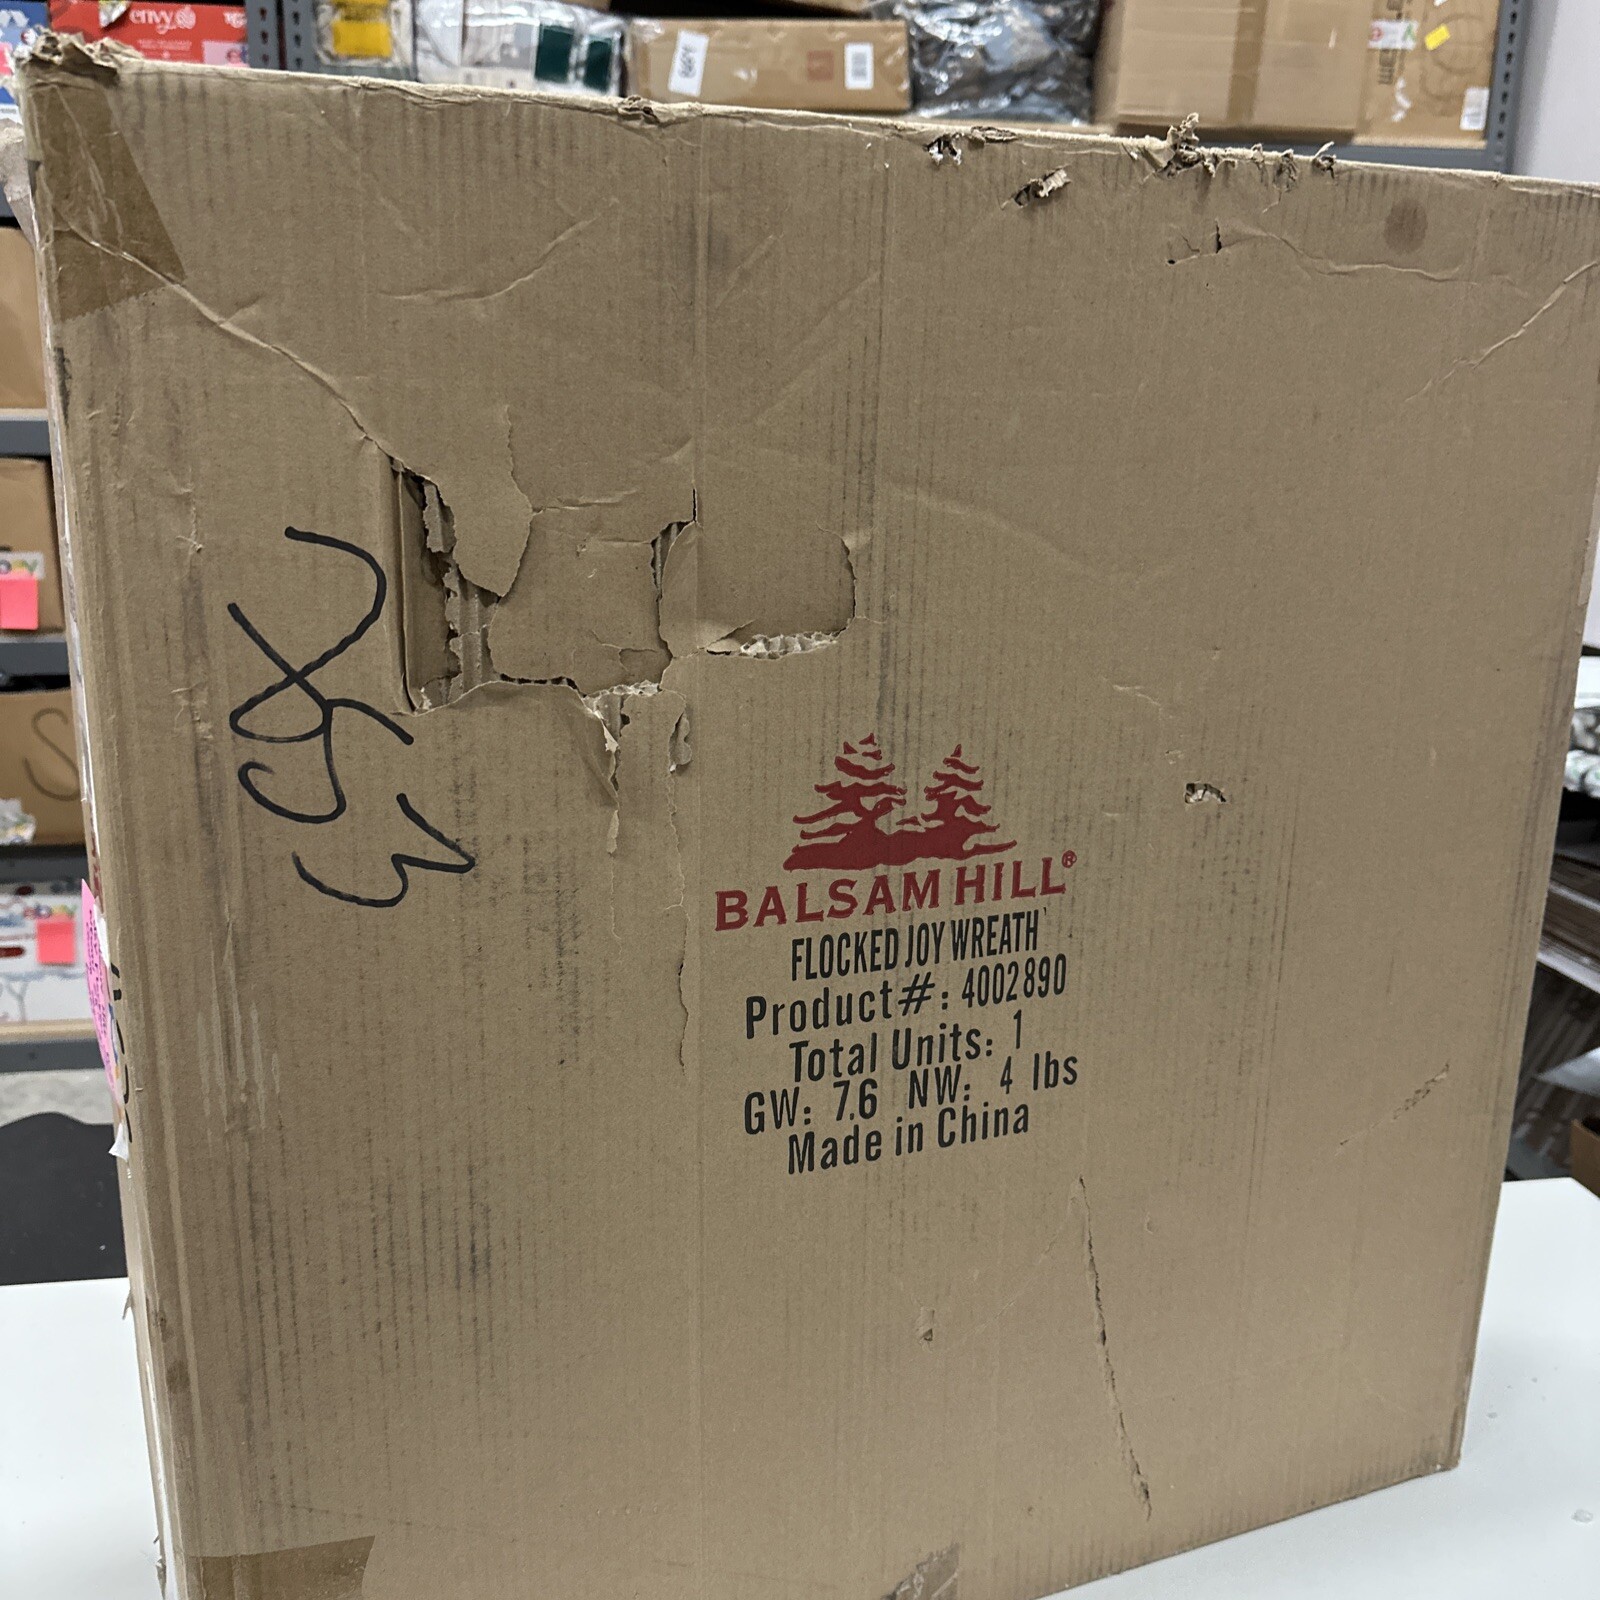 envy
BALSAM HILL®
FLOCKED JOY WREATH
Product#: 4002890
Total Units: 1
GW: 7.6 NW: 4 lbs
Made in China